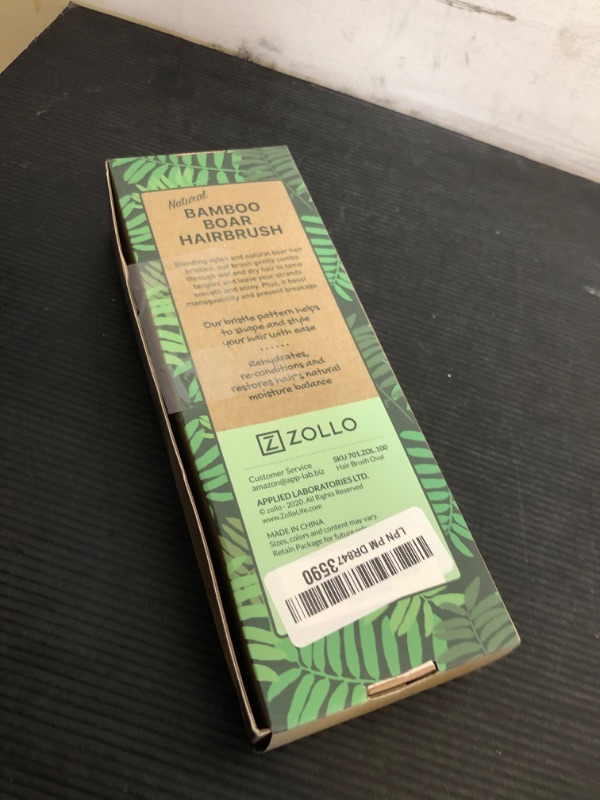 Natural
BAMBOO
BOAR
HAIRBRUSH
Blending nylon and natural boar hair
bristles, our brush gently combs
through wet and dry hair to tame
tangles and leave your strands
smooth and shiny. Plus, it boost
manageability and prevent breakage.
Our bristle pattern helps
to shape and style
your hair with ease
Rehydrates,
re-conditions and
restores hair's natural
moisture balance
Z ZOLLO
Customer Service
amazon@app-lab.biz
SKU 701.ZOL.100
Hair Brush Oval
APPLIED LABORATORIES LTD.
© zollo - 2020. All Rights Reserved
www.ZolloLife.com
MADE IN CHINA
Sizes, colors and content may vary.
Retain Package for future
LPN PM DR8473590